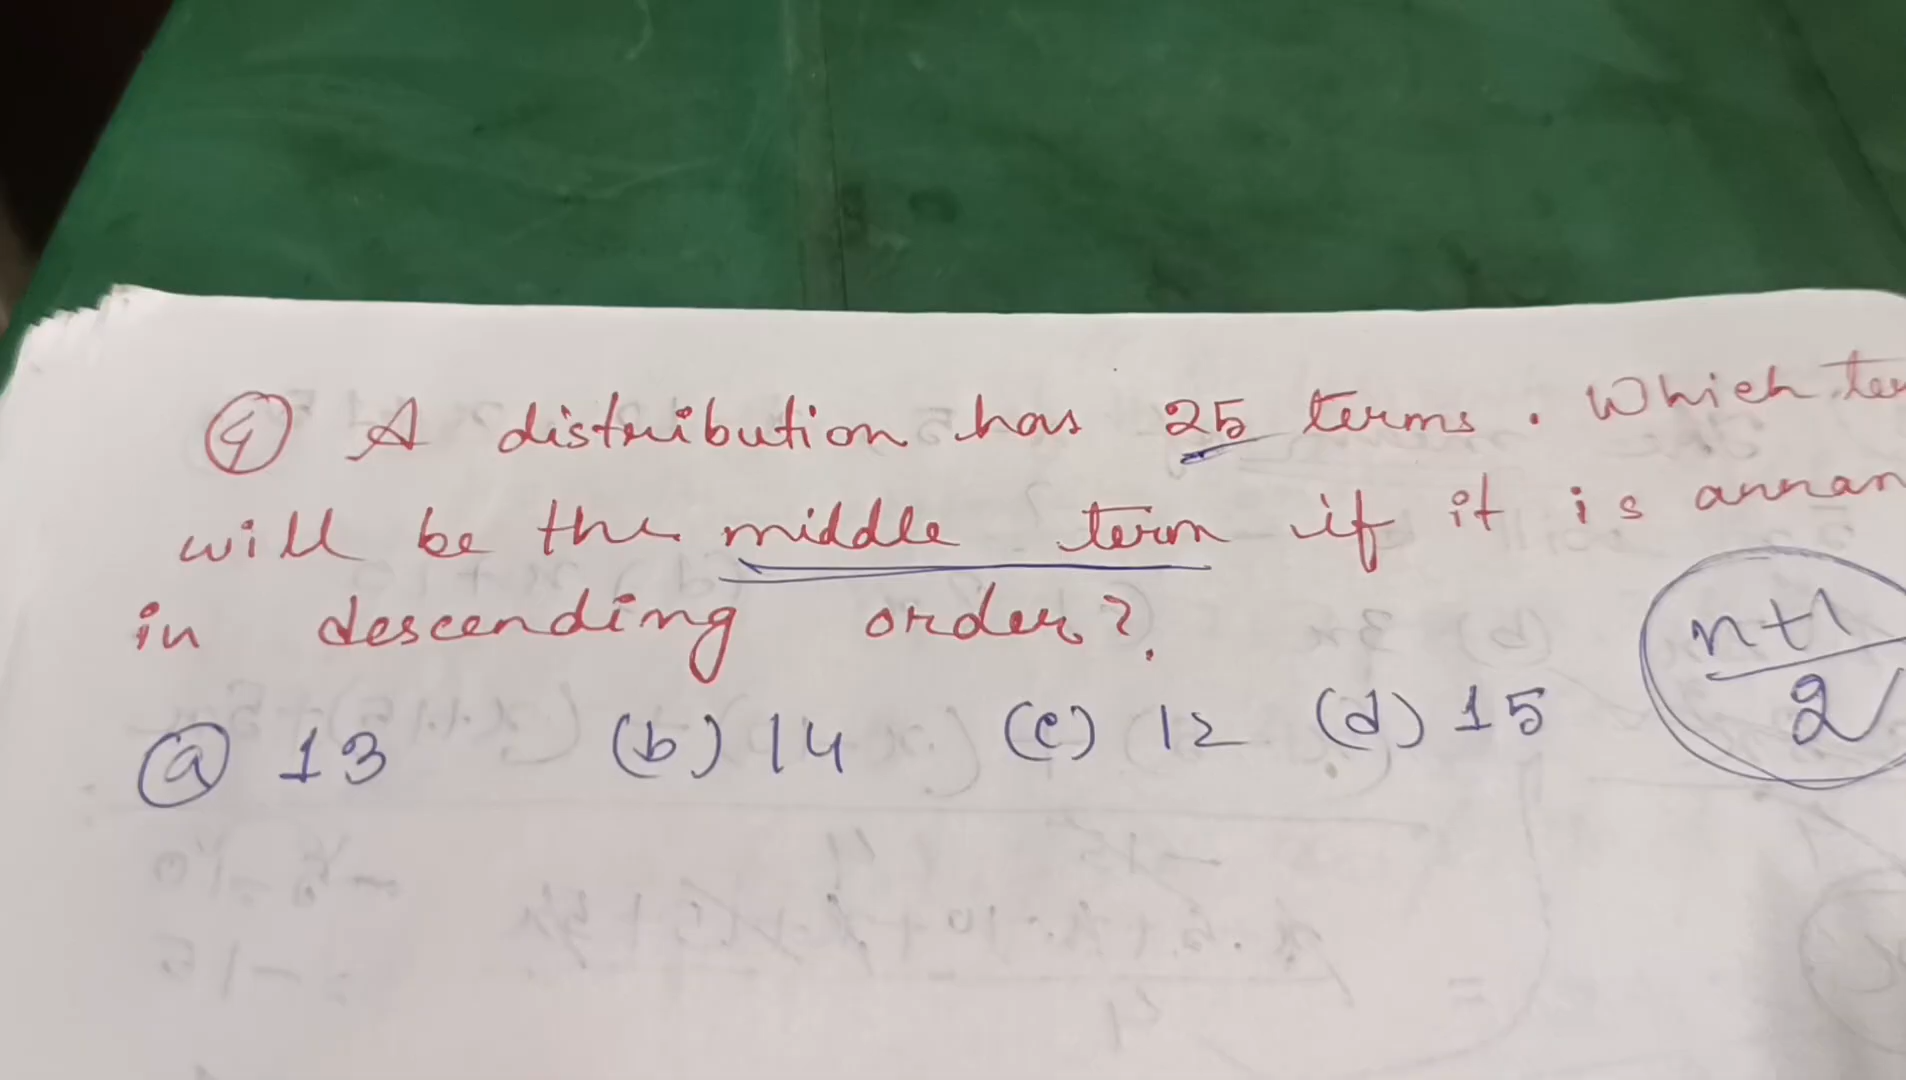 ④ A distribution has 25 terms. Which
will be the middle term if it is
in descending order?
n+1
2
ⓐ 13 (b) 14 (c) 12 (d) 15